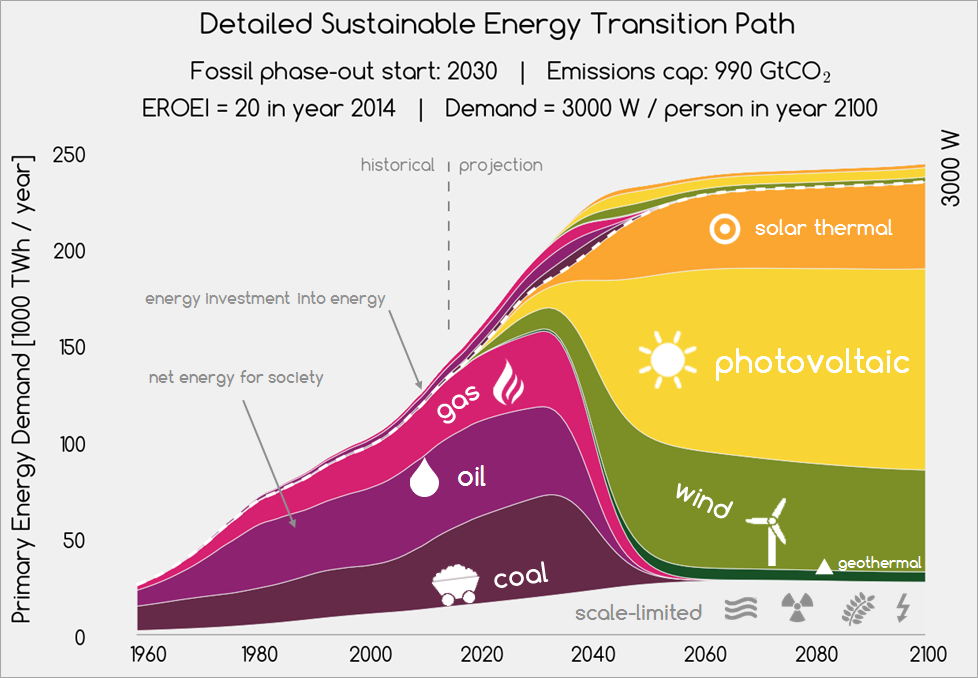 Detailed Sustainable Energy Transition Path
Fossil phase-out start: 2030 | Emissions cap: 990 GtCO₂
EROEI = 20 in year 2014 | Demand = 3000 W / person in year 2100
Primary Energy Demand [1000 TWh / year]
250
200
150
100
50
0
historical
projection
3000 W
solar thermal
energy investment into energy
photovoltaic
net energy for society
gas
oil
wind
coal
geothermal
scale-limited
1960 1980 2000 2020 2040 2060 2080 2100